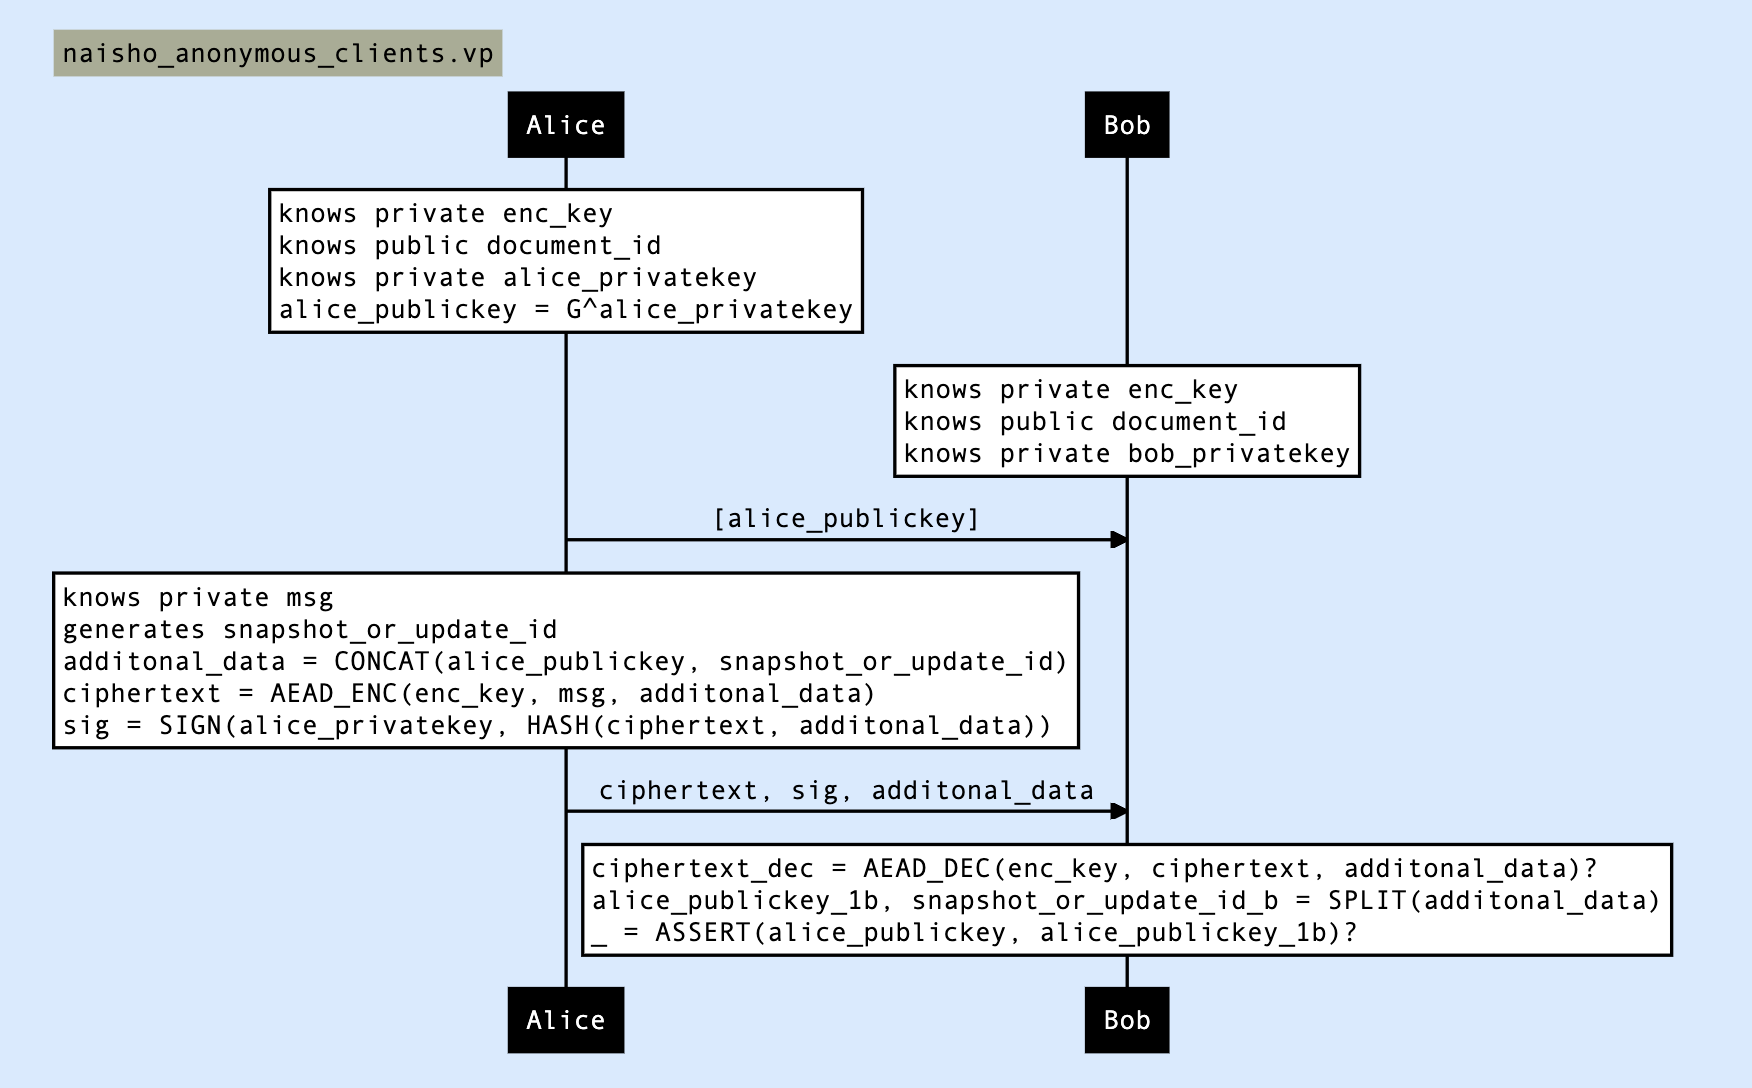 naisho_anonymous_clients.vp
Alice
Bob
knows private enc_key
knows public document_id
knows private alice_privatekey
alice_publickey = G^alice_privatekey
knows private enc_key
knows public document_id
knows private bob_privatekey
[alice_publickey]
knows private msg
generates snapshot_or_update_id
additonal_data = CONCAT(alice_publickey, snapshot_or_update_id)
ciphertext = AEAD_ENC(enc_key, msg, additonal_data)
sig = SIGN(alice_privatekey, HASH(ciphertext, additonal_data))
ciphertext, sig, additonal_data
ciphertext_dec = AEAD_DEC(enc_key, ciphertext, additonal_data)?
alice_publickey_1b, snapshot_or_update_id_b = SPLIT(additonal_data)
_ = ASSERT(alice_publickey, alice_publickey_1b)?
Alice
Bob